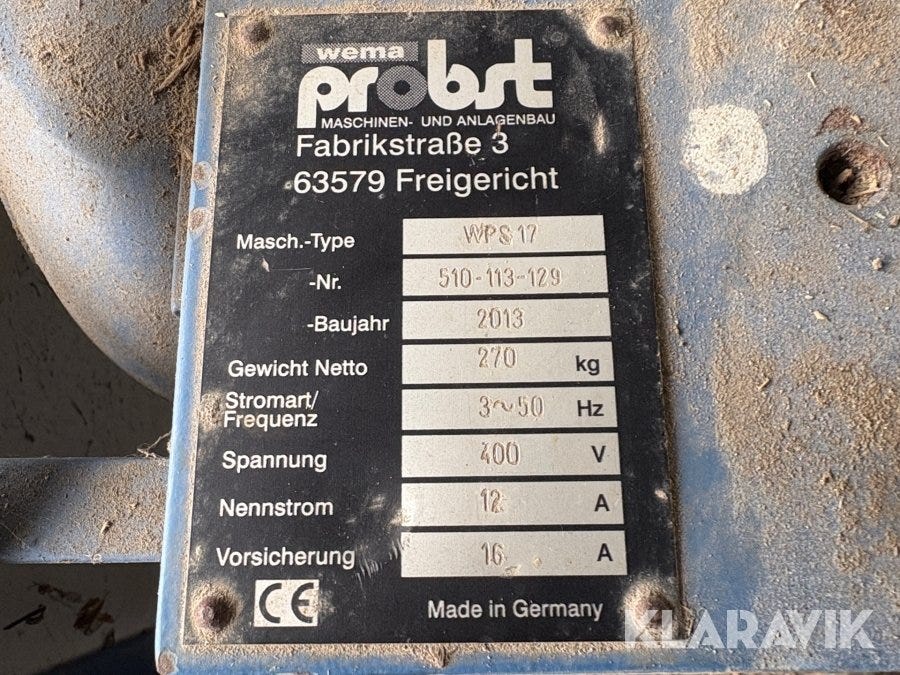 wema
probst
MASCHINEN- UND ANLAGENBAU
Fabrikstraße 3
63579 Freigericht
Masch.-Type WPS 17
-Nr. 510-113-129
-Baujahr 2013
Gewicht Netto 270 kg
Stromart/
Frequenz 3~50 Hz
Spannung 400 V
Nennstrom 12 A
Vorsicherung 16 A
CE Made in Germany
KLARAVIK